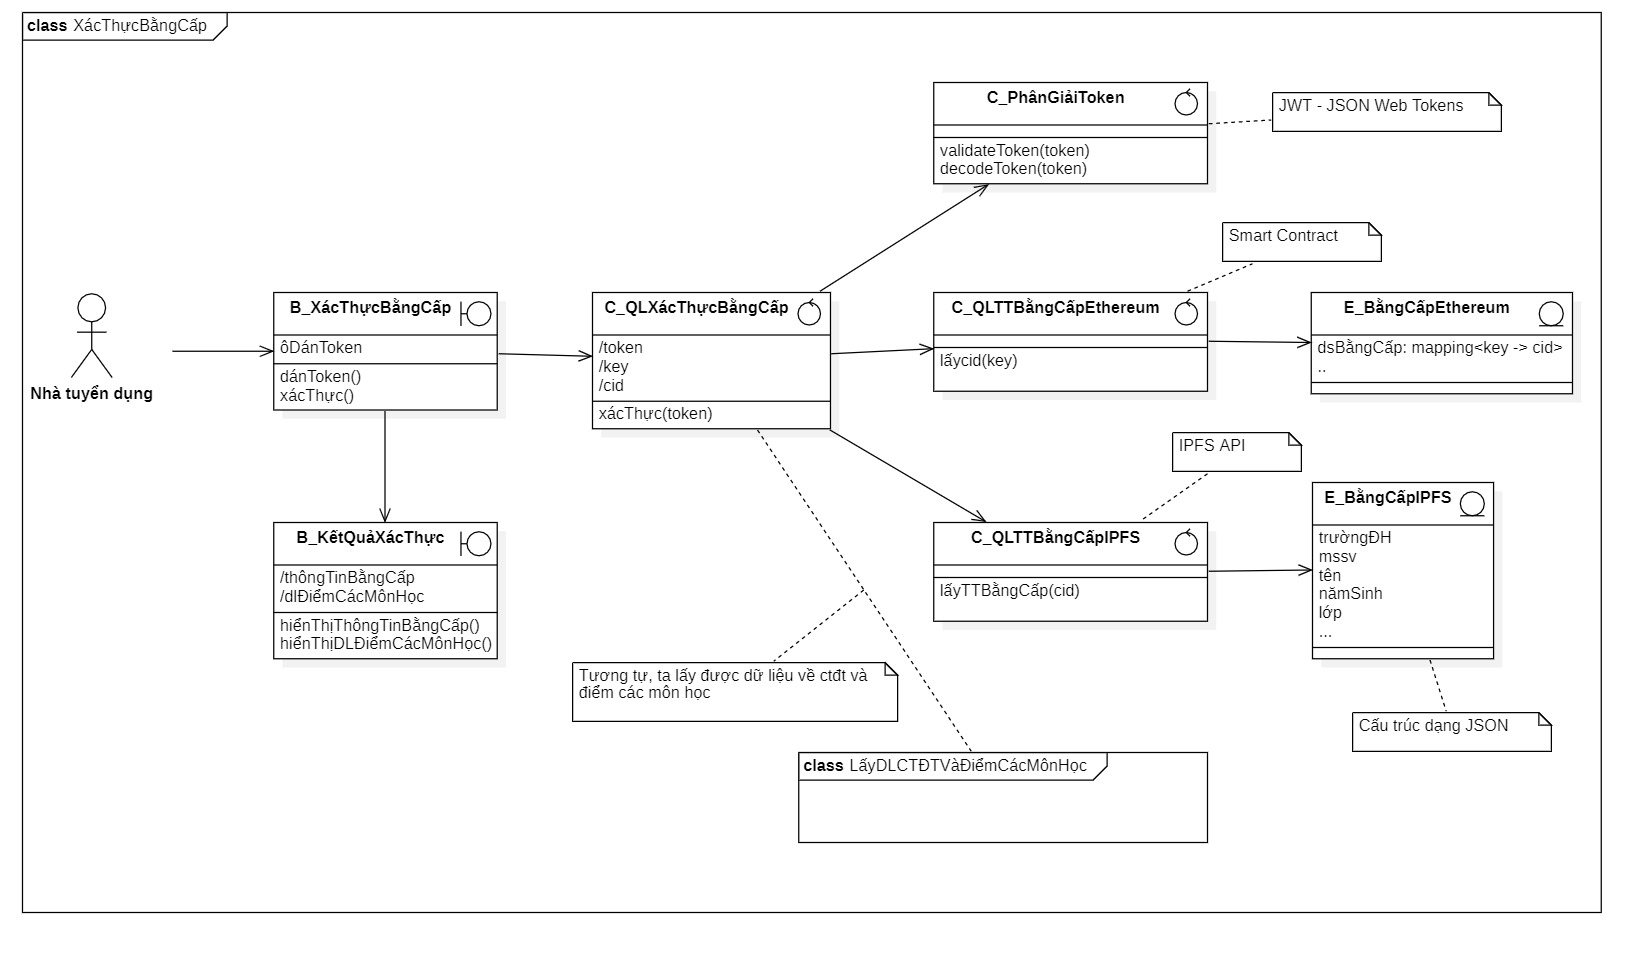 class XácThựcBằngCấp
C_PhânGiảiToken
validateToken(token)
decodeToken(token)
JWT - JSON Web Tokens
Smart Contract
Nhà tuyển dụng
B_XácThựcBằngCấp
ôDánToken
dánToken()
xácThực()
C_QLXácThựcBằngCấp
/token
/key
/cid
xácThực(token)
C_QLTTBằngCấpEthereum
lấycid(key)
E_BằngCấpEthereum
dsBằngCấp: mapping<key -> cid>
..
IPFS API
B_KếtQuảXácThực
/thôngTinBằngCấp
/dlĐiểmCácMônHọc
hiểnThịThôngTinBằngCấp()
hiểnThịDLĐiểmCácMônHọc()
C_QLTTBằngCấpIPFS
lấyTTBằngCấp(cid)
E_BằngCấpIPFS
trườngĐH
mssv
tên
nămSinh
lớp
...
Tương tự, ta lấy được dữ liệu về ctđt và
điểm các môn học
Cấu trúc dạng JSON
class LấyDLCTĐTVàĐiểmCácMônHọc